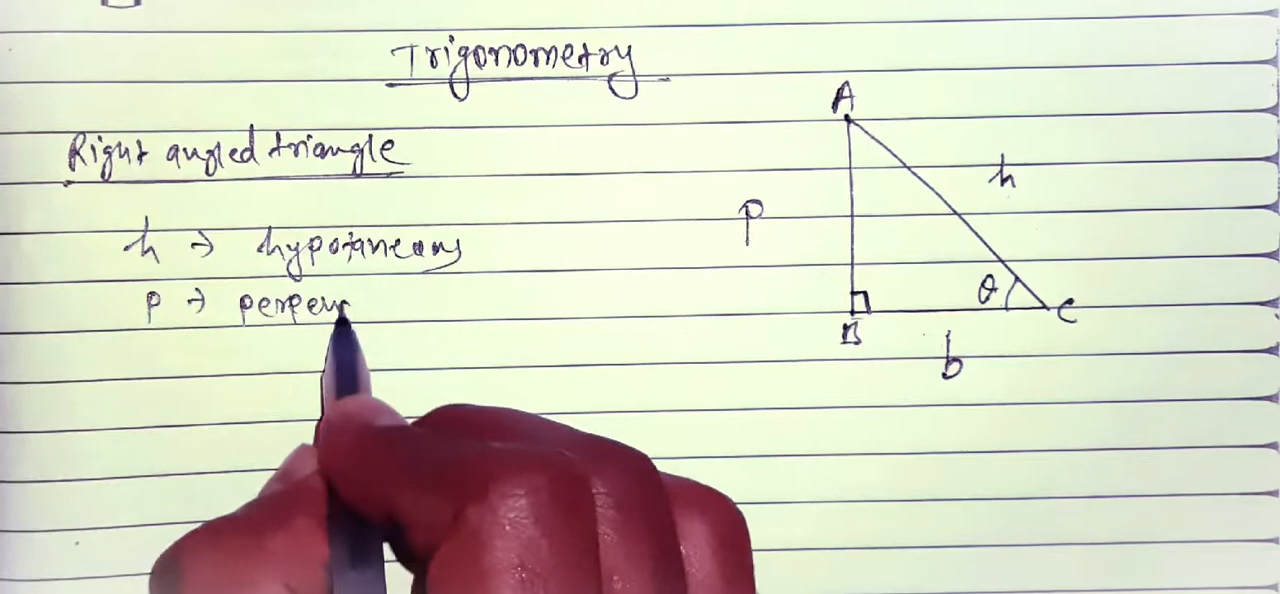 Trigonometry
A
Right angled triangle
h
p
h → hypotaneous
θ
p → perpen
B
C
b